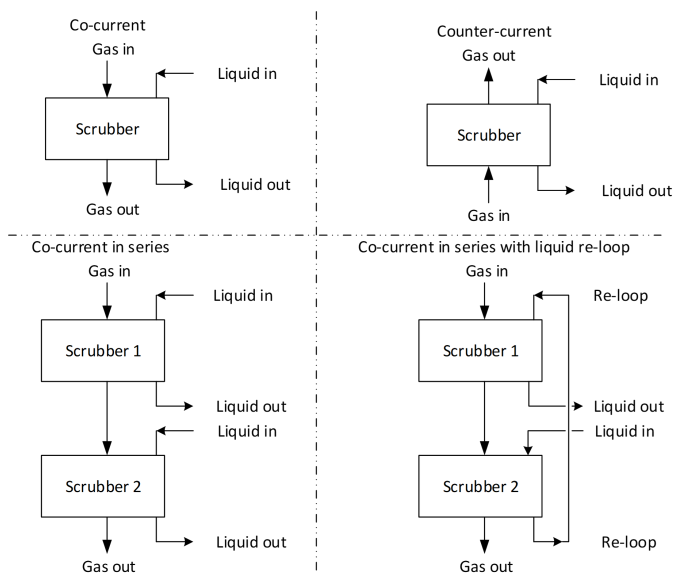 Co-current
Gas in
Liquid in
Scrubber
Liquid out
Gas out
Counter-current
Gas out
Liquid in
Scrubber
Liquid out
Gas in
Co-current in series
Gas in
Liquid in
Scrubber 1
Liquid out
Liquid in
Scrubber 2
Liquid out
Gas out
Co-current in series with liquid re-loop
Gas in
Re-loop
Scrubber 1
Liquid out
Liquid in
Scrubber 2
Re-loop
Gas out